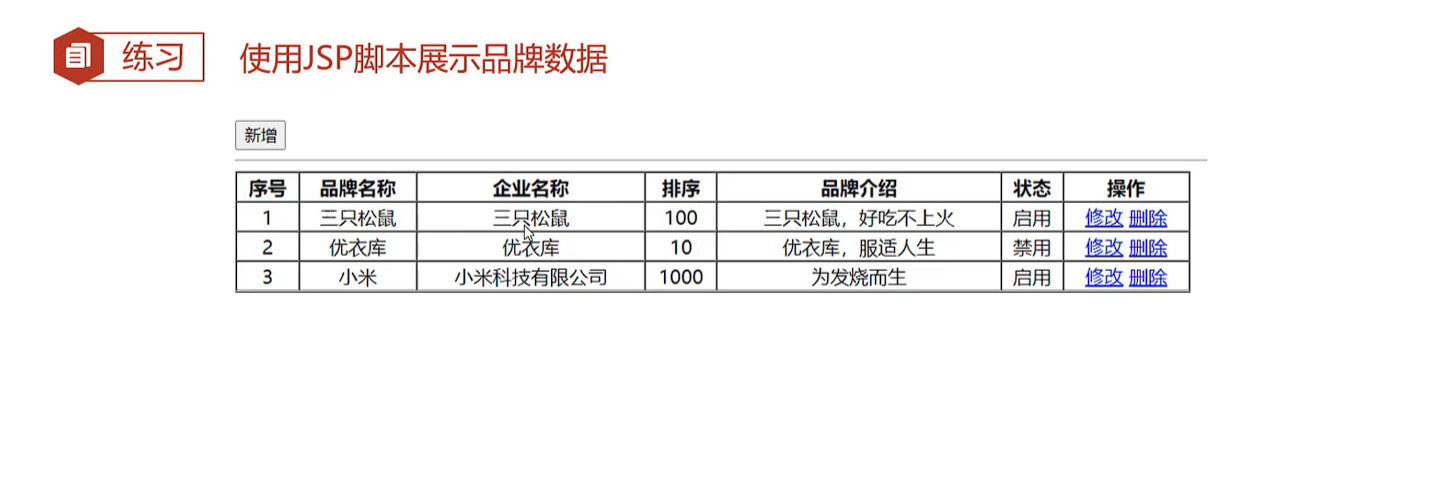 练习 使用JSP脚本展示品牌数据
新增
序号 品牌名称 企业名称 排序 品牌介绍 状态 操作
1 三只松鼠 三只松鼠 100 三只松鼠，好吃不上火 启用 修改 删除
2 优衣库 优衣库 10 优衣库，服适人生 禁用 修改 删除
3 小米 小米科技有限公司 1000 为发烧而生 启用 修改 删除